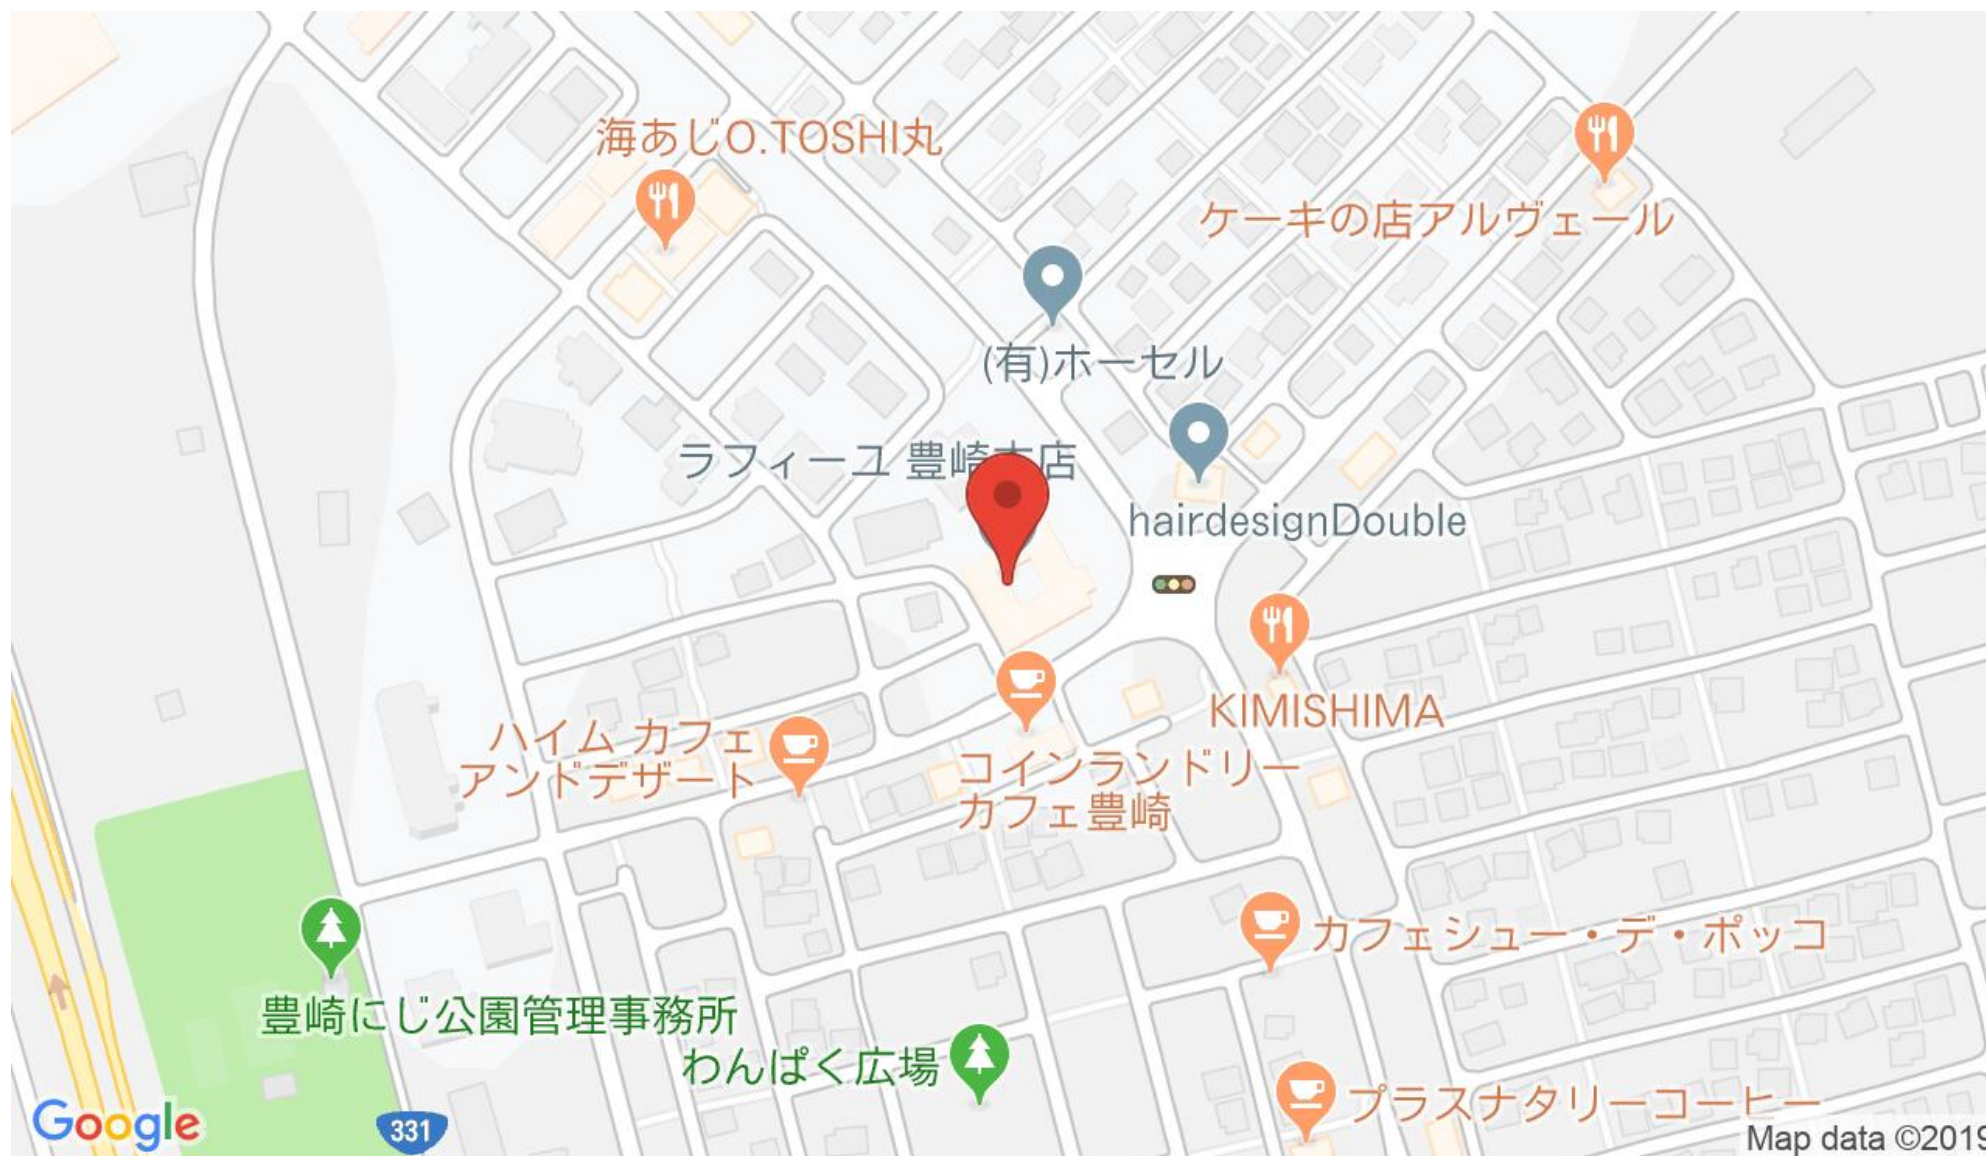 海あじO.TOSHI丸
ケーキの店アルヴェール
(有)ホーセル
ラフィーユ 豊崎本店
hairdesignDouble
KIMISHIMA
ハイム カフェ
アンドデザート
コインランドリー
カフェ豊崎
カフェシュー・デ・ポッコ
豊崎にじ公園管理事務所
わんぱく広場
プラスナタリーコーヒー
Google
331
Map data ©2019